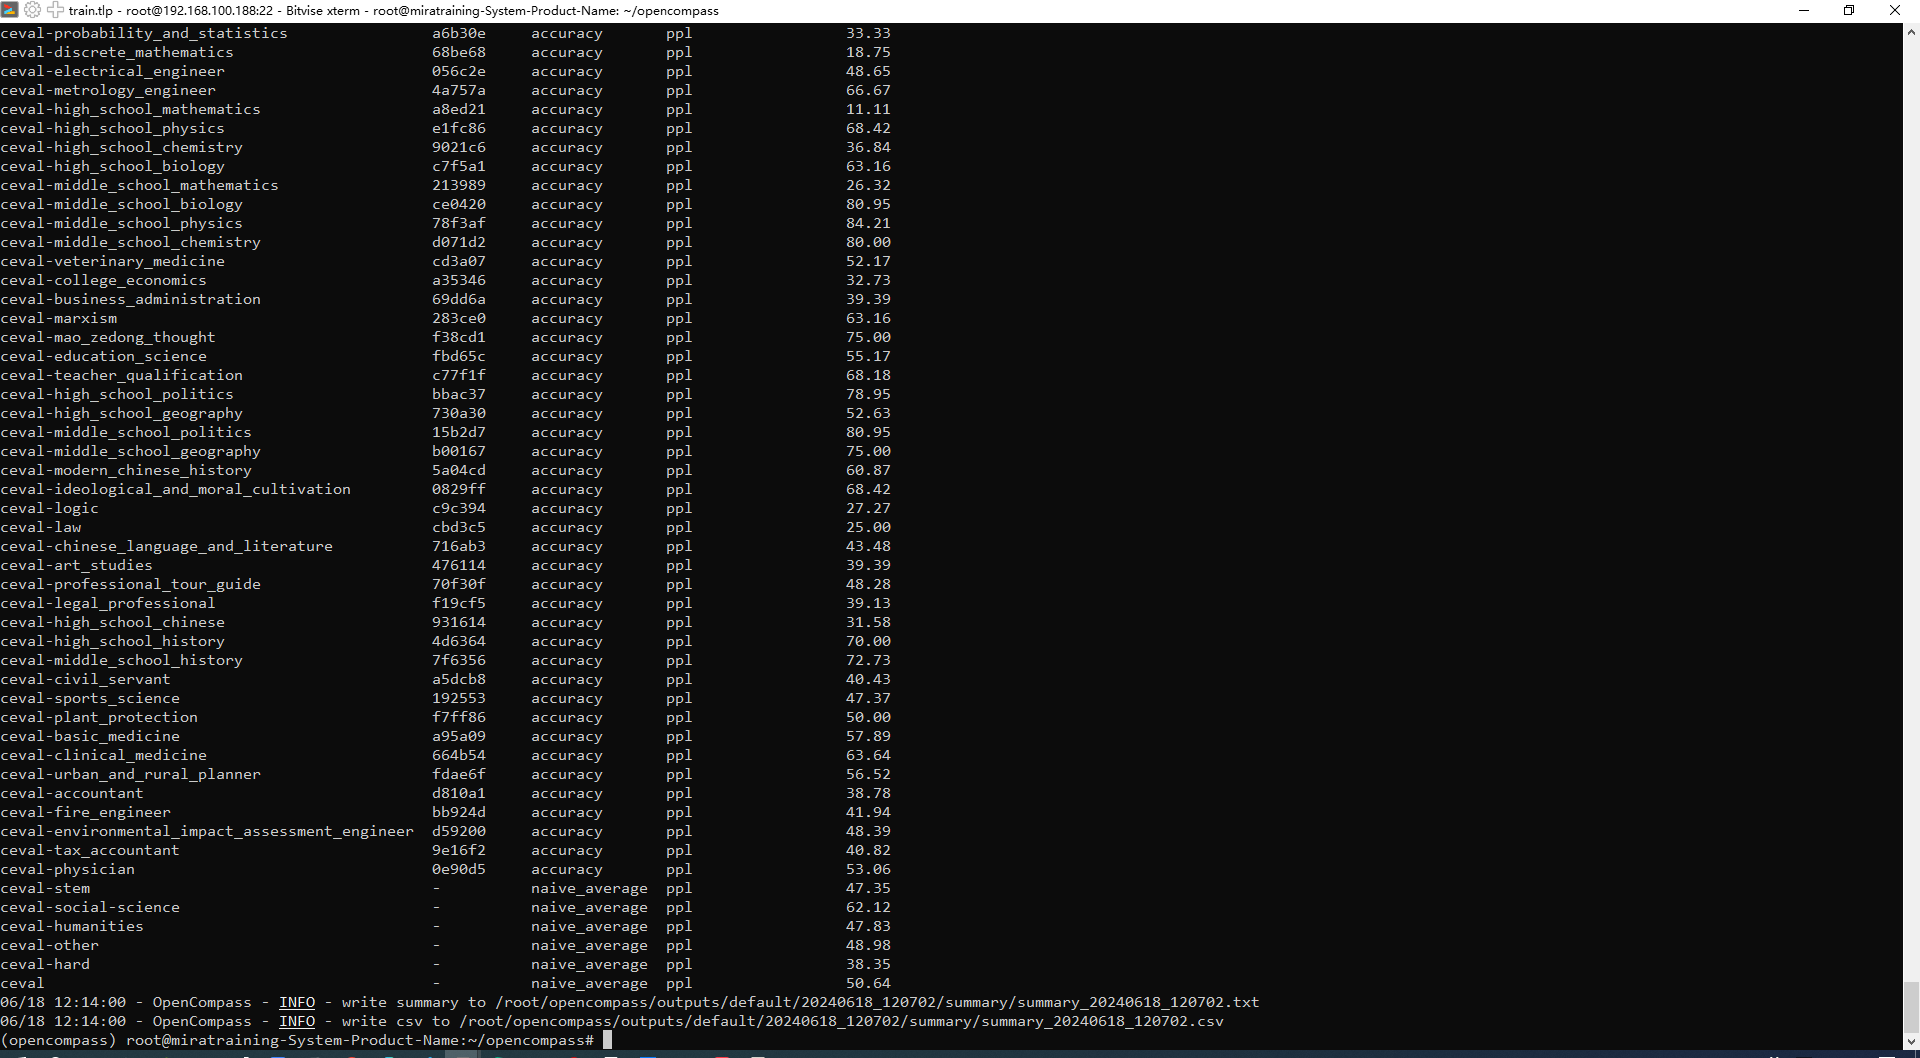 train.tlp - root@192.168.100.188:22 - Bitvise xterm - root@miratraining-System-Product-Name: ~/opencompass
ceval-probability_and_statistics a6b30e accuracy ppl 33.33
ceval-discrete_mathematics 68be68 accuracy ppl 18.75
ceval-electrical_engineer 056c2e accuracy ppl 48.65
ceval-metrology_engineer 4a757a accuracy ppl 66.67
ceval-high_school_mathematics a8ed21 accuracy ppl 11.11
ceval-high_school_physics e1fc86 accuracy ppl 68.42
ceval-high_school_chemistry 9021c6 accuracy ppl 36.84
ceval-high_school_biology c7f5a1 accuracy ppl 63.16
ceval-middle_school_mathematics 213989 accuracy ppl 26.32
ceval-middle_school_biology ce0420 accuracy ppl 80.95
ceval-middle_school_physics 78f3af accuracy ppl 84.21
ceval-middle_school_chemistry d071d2 accuracy ppl 80.00
ceval-veterinary_medicine cd3a07 accuracy ppl 52.17
ceval-college_economics a35346 accuracy ppl 32.73
ceval-business_administration 69dd6a accuracy ppl 39.39
ceval-marxism 283ce0 accuracy ppl 63.16
ceval-mao_zedong_thought f38cd1 accuracy ppl 75.00
ceval-education_science fbd65c accuracy ppl 55.17
ceval-teacher_qualification c77f1f accuracy ppl 68.18
ceval-high_school_politics bbac37 accuracy ppl 78.95
ceval-high_school_geography 730a30 accuracy ppl 52.63
ceval-middle_school_politics 15b2d7 accuracy ppl 80.95
ceval-middle_school_geography b00167 accuracy ppl 75.00
ceval-modern_chinese_history 5a04cd accuracy ppl 60.87
ceval-ideological_and_moral_cultivation 0829ff accuracy ppl 68.42
ceval-logic c9c394 accuracy ppl 27.27
ceval-law cbd3c5 accuracy ppl 25.00
ceval-chinese_language_and_literature 716ab3 accuracy ppl 43.48
ceval-art_studies 476114 accuracy ppl 39.39
ceval-professional_tour_guide 70f30f accuracy ppl 48.28
ceval-legal_professional f19cf5 accuracy ppl 39.13
ceval-high_school_chinese 931614 accuracy ppl 31.58
ceval-high_school_history 4d6364 accuracy ppl 70.00
ceval-middle_school_history 7f6356 accuracy ppl 72.73
ceval-civil_servant a5dcb8 accuracy ppl 40.43
ceval-sports_science 192553 accuracy ppl 47.37
ceval-plant_protection f7ff86 accuracy ppl 50.00
ceval-basic_medicine a95a09 accuracy ppl 57.89
ceval-clinical_medicine 664b54 accuracy ppl 63.64
ceval-urban_and_rural_planner fdae6f accuracy ppl 56.52
ceval-accountant d810a1 accuracy ppl 38.78
ceval-fire_engineer bb924d accuracy ppl 41.94
ceval-environmental_impact_assessment_engineer d59200 accuracy ppl 48.39
ceval-tax_accountant 9e16f2 accuracy ppl 40.82
ceval-physician 0e90d5 accuracy ppl 53.06
ceval-stem - naive_average ppl 47.35
ceval-social-science - naive_average ppl 62.12
ceval-humanities - naive_average ppl 47.83
ceval-other - naive_average ppl 48.98
ceval-hard - naive_average ppl 38.35
ceval - naive_average ppl 50.64
06/18 12:14:00 - OpenCompass - INFO - write summary to /root/opencompass/outputs/default/20240618_120702/summary/summary_20240618_120702.txt
06/18 12:14:00 - OpenCompass - INFO - write csv to /root/opencompass/outputs/default/20240618_120702/summary/summary_20240618_120702.csv
(opencompass) root@miratraining-System-Product-Name:~/opencompass#